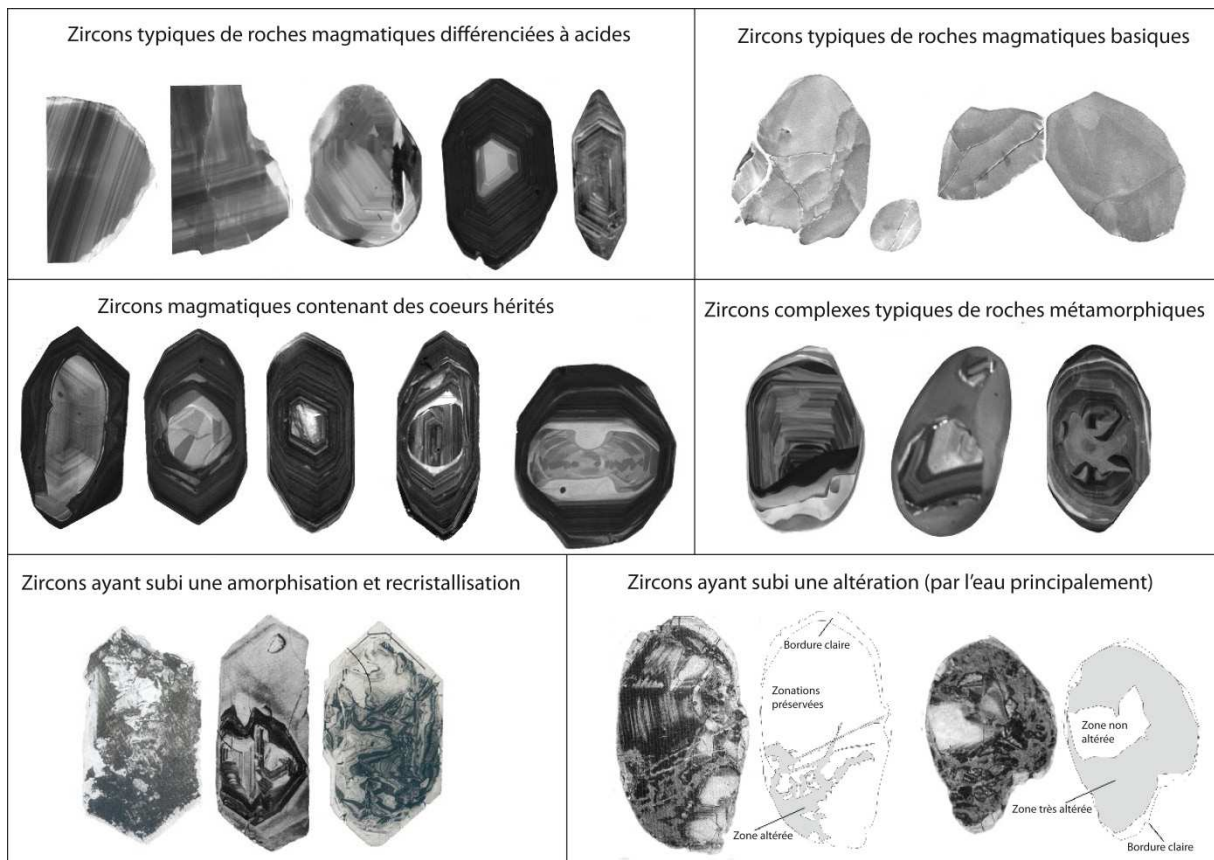 Zircons typiques de roches magmatiques différenciées à acides
Zircons typiques de roches magmatiques basiques
Zircons magmatiques contenant des coeurs hérités
Zircons complexes typiques de roches métamorphiques
Zircons ayant subi une amorphisation et recristallisation
Zircons ayant subi une altération (par l'eau principalement)
Bordure claire
Zonations
préservées
Zone altérée
Zone non
altérée
Zone très altérée
Bordure claire